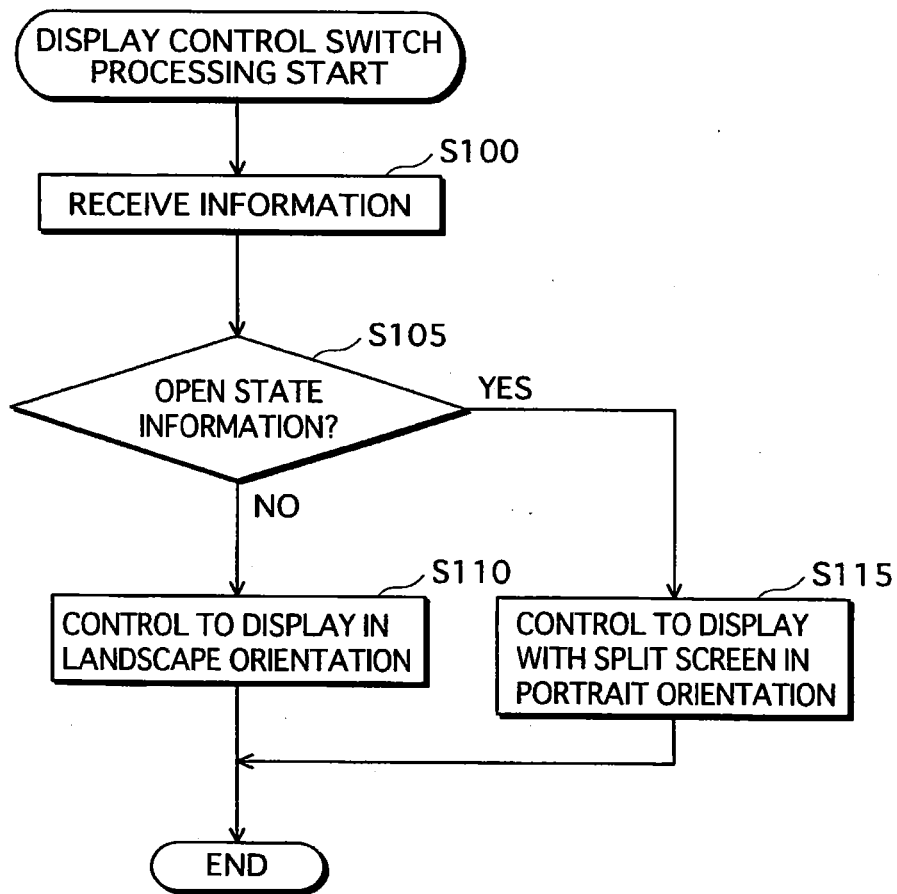 DISPLAY CONTROL SWITCH
PROCESSING START
S100
RECEIVE INFORMATION
S105
OPEN STATE
INFORMATION?
YES
NO
S110
CONTROL TO DISPLAY IN
LANDSCAPE ORIENTATION
S115
CONTROL TO DISPLAY
WITH SPLIT SCREEN IN
PORTRAIT ORIENTATION
END